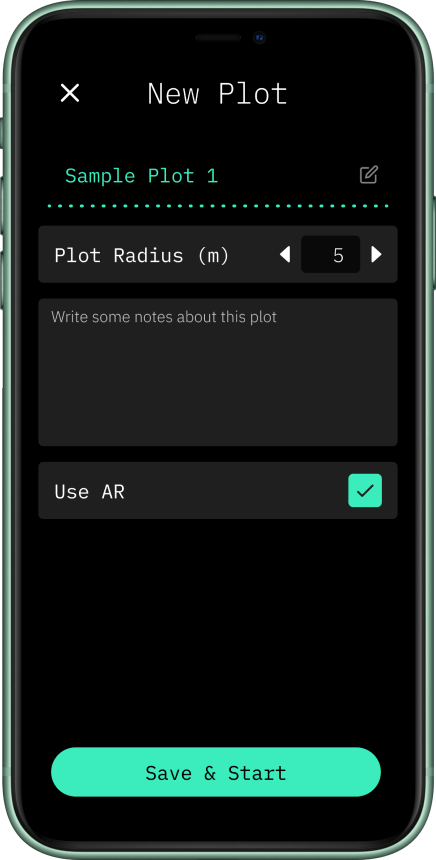 New Plot
Sample Plot 1
Plot Radius (m) 5
Write some notes about this plot
Use AR
Save & Start